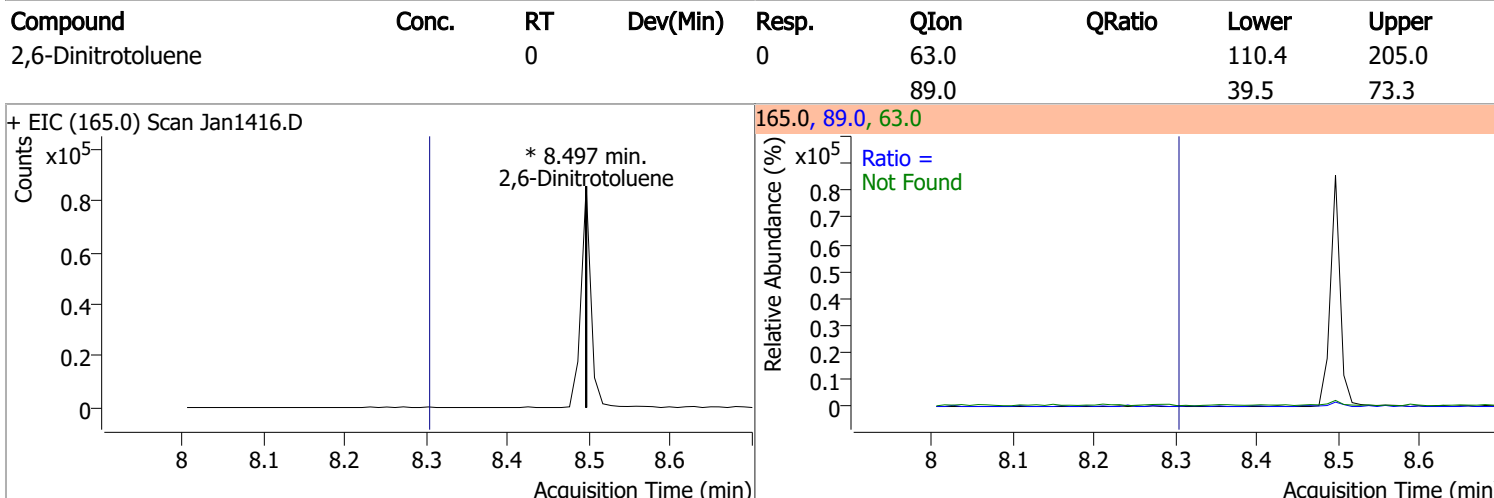 Compound Conc. RT Dev(Min) Resp. QIon QRatio Lower Upper
2,6-Dinitrotoluene 0 0 63.0 110.4 205.0
89.0 39.5 73.3
+ EIC (165.0) Scan Jan1416.D
Counts
x10^5
* 8.497 min.
2,6-Dinitrotoluene
0.8
0.6
0.4
0.2
0
8 8.1 8.2 8.3 8.4 8.5 8.6
Acquisition Time (min)
165.0, 89.0, 63.0
Relative Abundance (%)
x10^5
Ratio =
Not Found
0.8
0.7
0.6
0.5
0.4
0.3
0.2
0.1
0
8 8.1 8.2 8.3 8.4 8.5 8.6
Acquisition Time (min